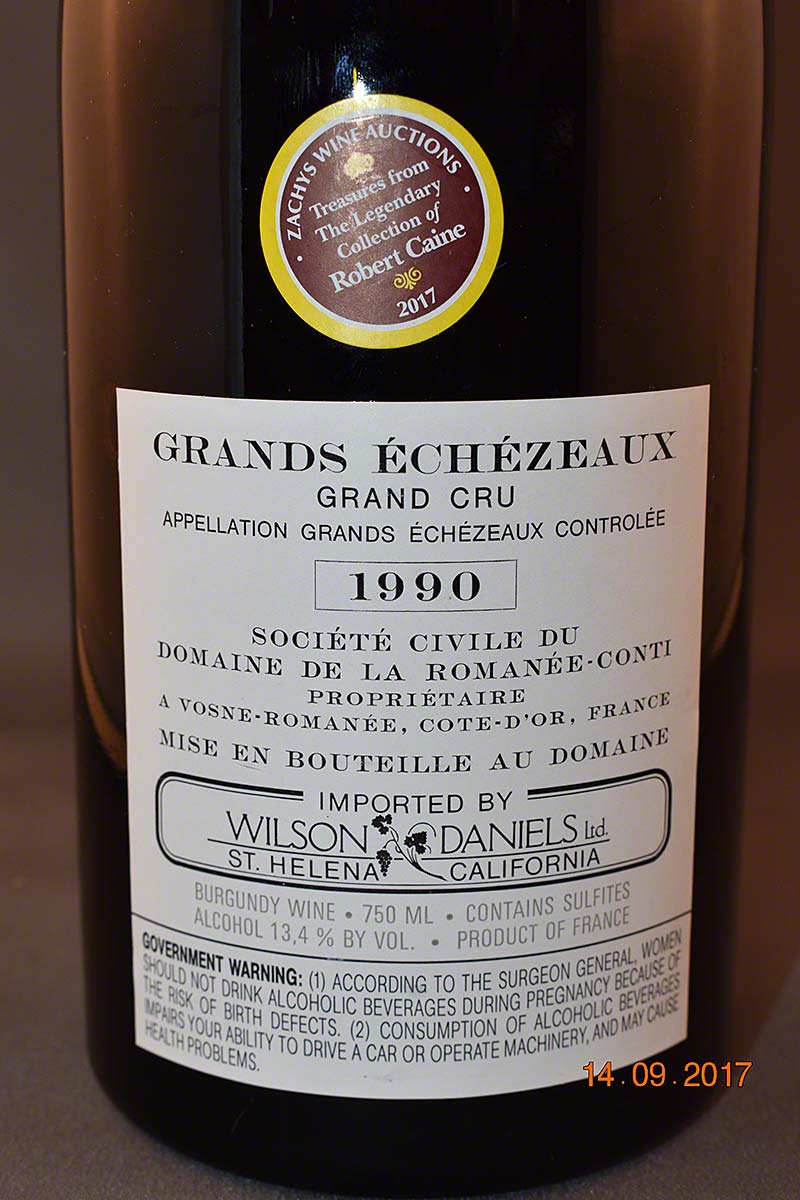 · ZACHYS WINE AUCTIONS ·
Treasures from
The Legendary
Collection of
Robert Caine
2017
GRANDS ÉCHÉZEAUX
GRAND CRU
APPELLATION GRANDS ÉCHÉZEAUX CONTROLÉE
1990
SOCIÉTÉ CIVILE DU
DOMAINE DE LA ROMANÉE-CONTI
PROPRIÉTAIRE
A VOSNE-ROMANÉE, COTE-D'OR, FRANCE
MISE EN BOUTEILLE AU DOMAINE
IMPORTED BY
WILSON DANIELS Ltd.
ST. HELENA CALIFORNIA
BURGUNDY WINE • 750 ML • CONTAINS SULFITES
ALCOHOL 13,4 % BY VOL. • PRODUCT OF FRANCE
GOVERNMENT WARNING: (1) ACCORDING TO THE SURGEON GENERAL, WOMEN
SHOULD NOT DRINK ALCOHOLIC BEVERAGES DURING PREGNANCY BECAUSE OF
THE RISK OF BIRTH DEFECTS. (2) CONSUMPTION OF ALCOHOLIC BEVERAGES
IMPAIRS YOUR ABILITY TO DRIVE A CAR OR OPERATE MACHINERY, AND MAY CAUSE
HEALTH PROBLEMS.
14.09.2017